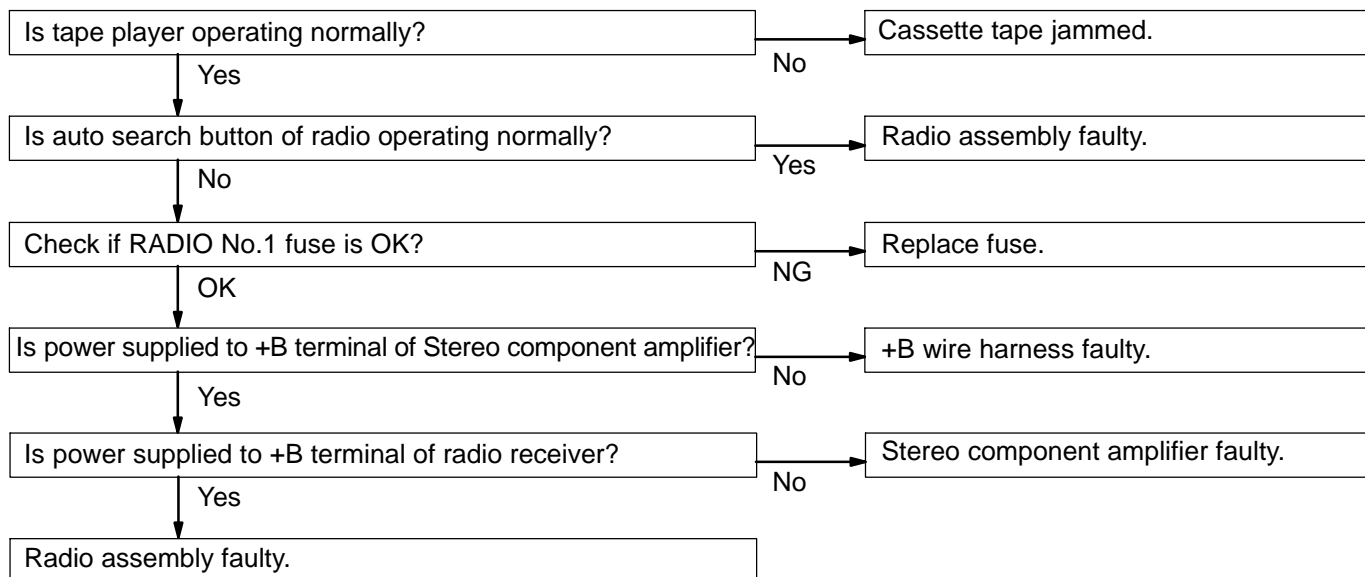 Is tape player operating normally?
Cassette tape jammed.
No
Yes
Is auto search button of radio operating normally?
Radio assembly faulty.
Yes
No
Check if RADIO No.1 fuse is OK?
Replace fuse.
NG
OK
Is power supplied to +B terminal of Stereo component amplifier?
+B wire harness faulty.
No
Yes
Is power supplied to +B terminal of radio receiver?
Stereo component amplifier faulty.
No
Yes
Radio assembly faulty.